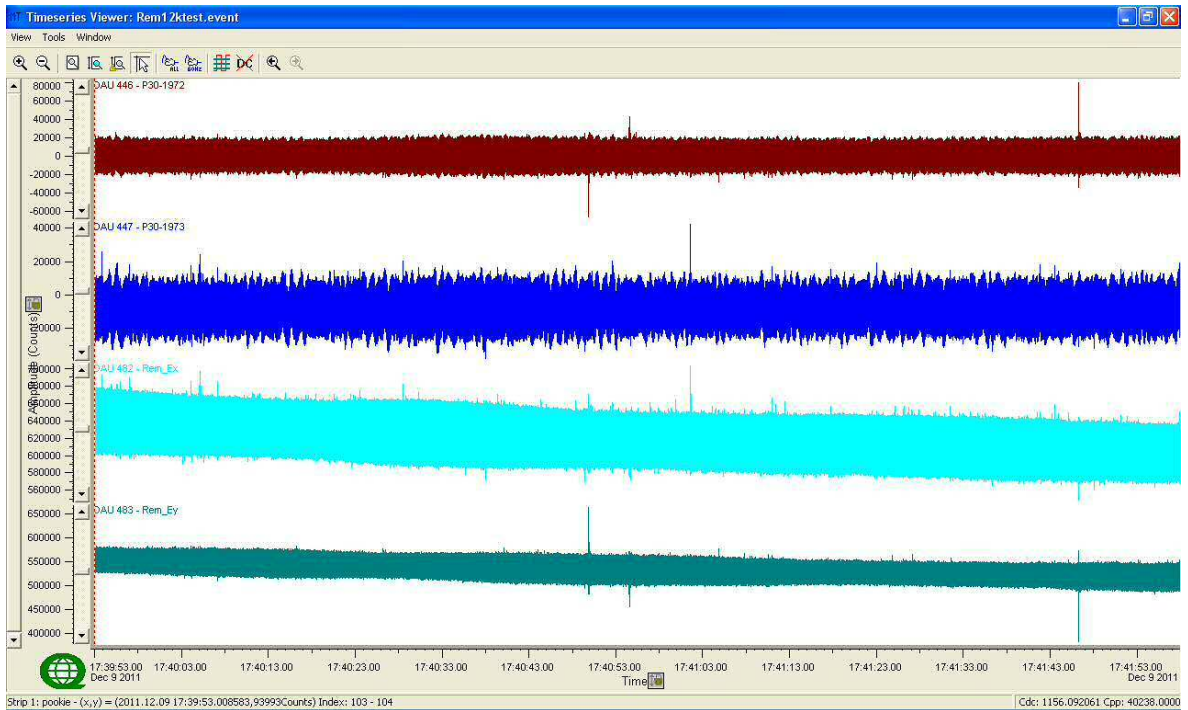 Timeseries Viewer: Rem12ktest.event
View Tools Window
ALL 60Hz DC
DAU 446 - P30-1972
80000
60000
40000
20000
0
-20000
-40000
-60000
DAU 447 - P30-1973
40000
20000
0
20000
DAU 482 - Rem_Ex
680000
660000
640000
620000
600000
580000
560000
DAU 483 - Rem_Ey
650000
600000
550000
500000
450000
400000
Amplitude (Counts)
17:39:53.00 17:40:03.00 17:40:13.00 17:40:23.00 17:40:33.00 17:40:43.00 17:40:53.00 17:41:03.00 17:41:13.00 17:41:23.00 17:41:33.00 17:41:43.00 17:41:53.00
Dec 9 2011 Dec 9 2011
Time
Strip 1: pookie - (x,y) = (2011.12.09 17:39:53.008583,93993Counts) Index: 103 - 104 Cdc: 1156.092061 Cpp: 40238.0000